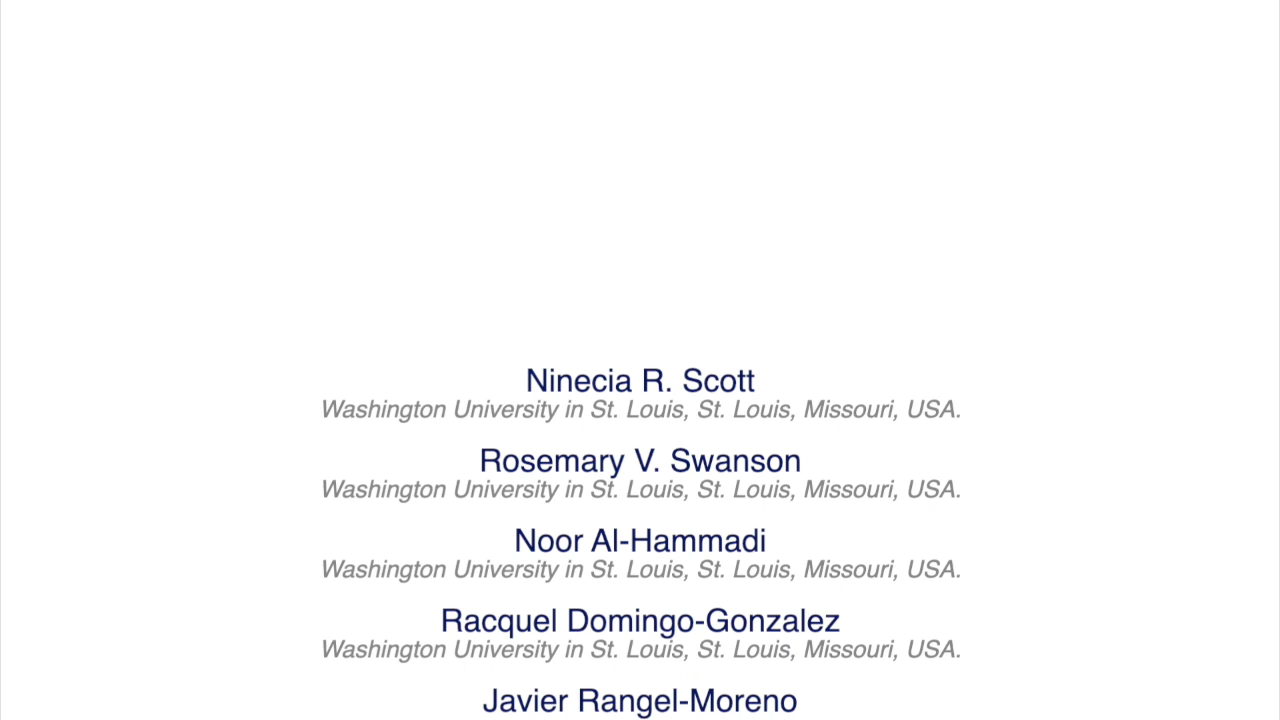 Ninecia R. Scott
Washington University in St. Louis, St. Louis, Missouri, USA.
Rosemary V. Swanson
Washington University in St. Louis, St. Louis, Missouri, USA.
Noor Al-Hammadi
Washington University in St. Louis, St. Louis, Missouri, USA.
Racquel Domingo-Gonzalez
Washington University in St. Louis, St. Louis, Missouri, USA.
Javier Rangel-Moreno